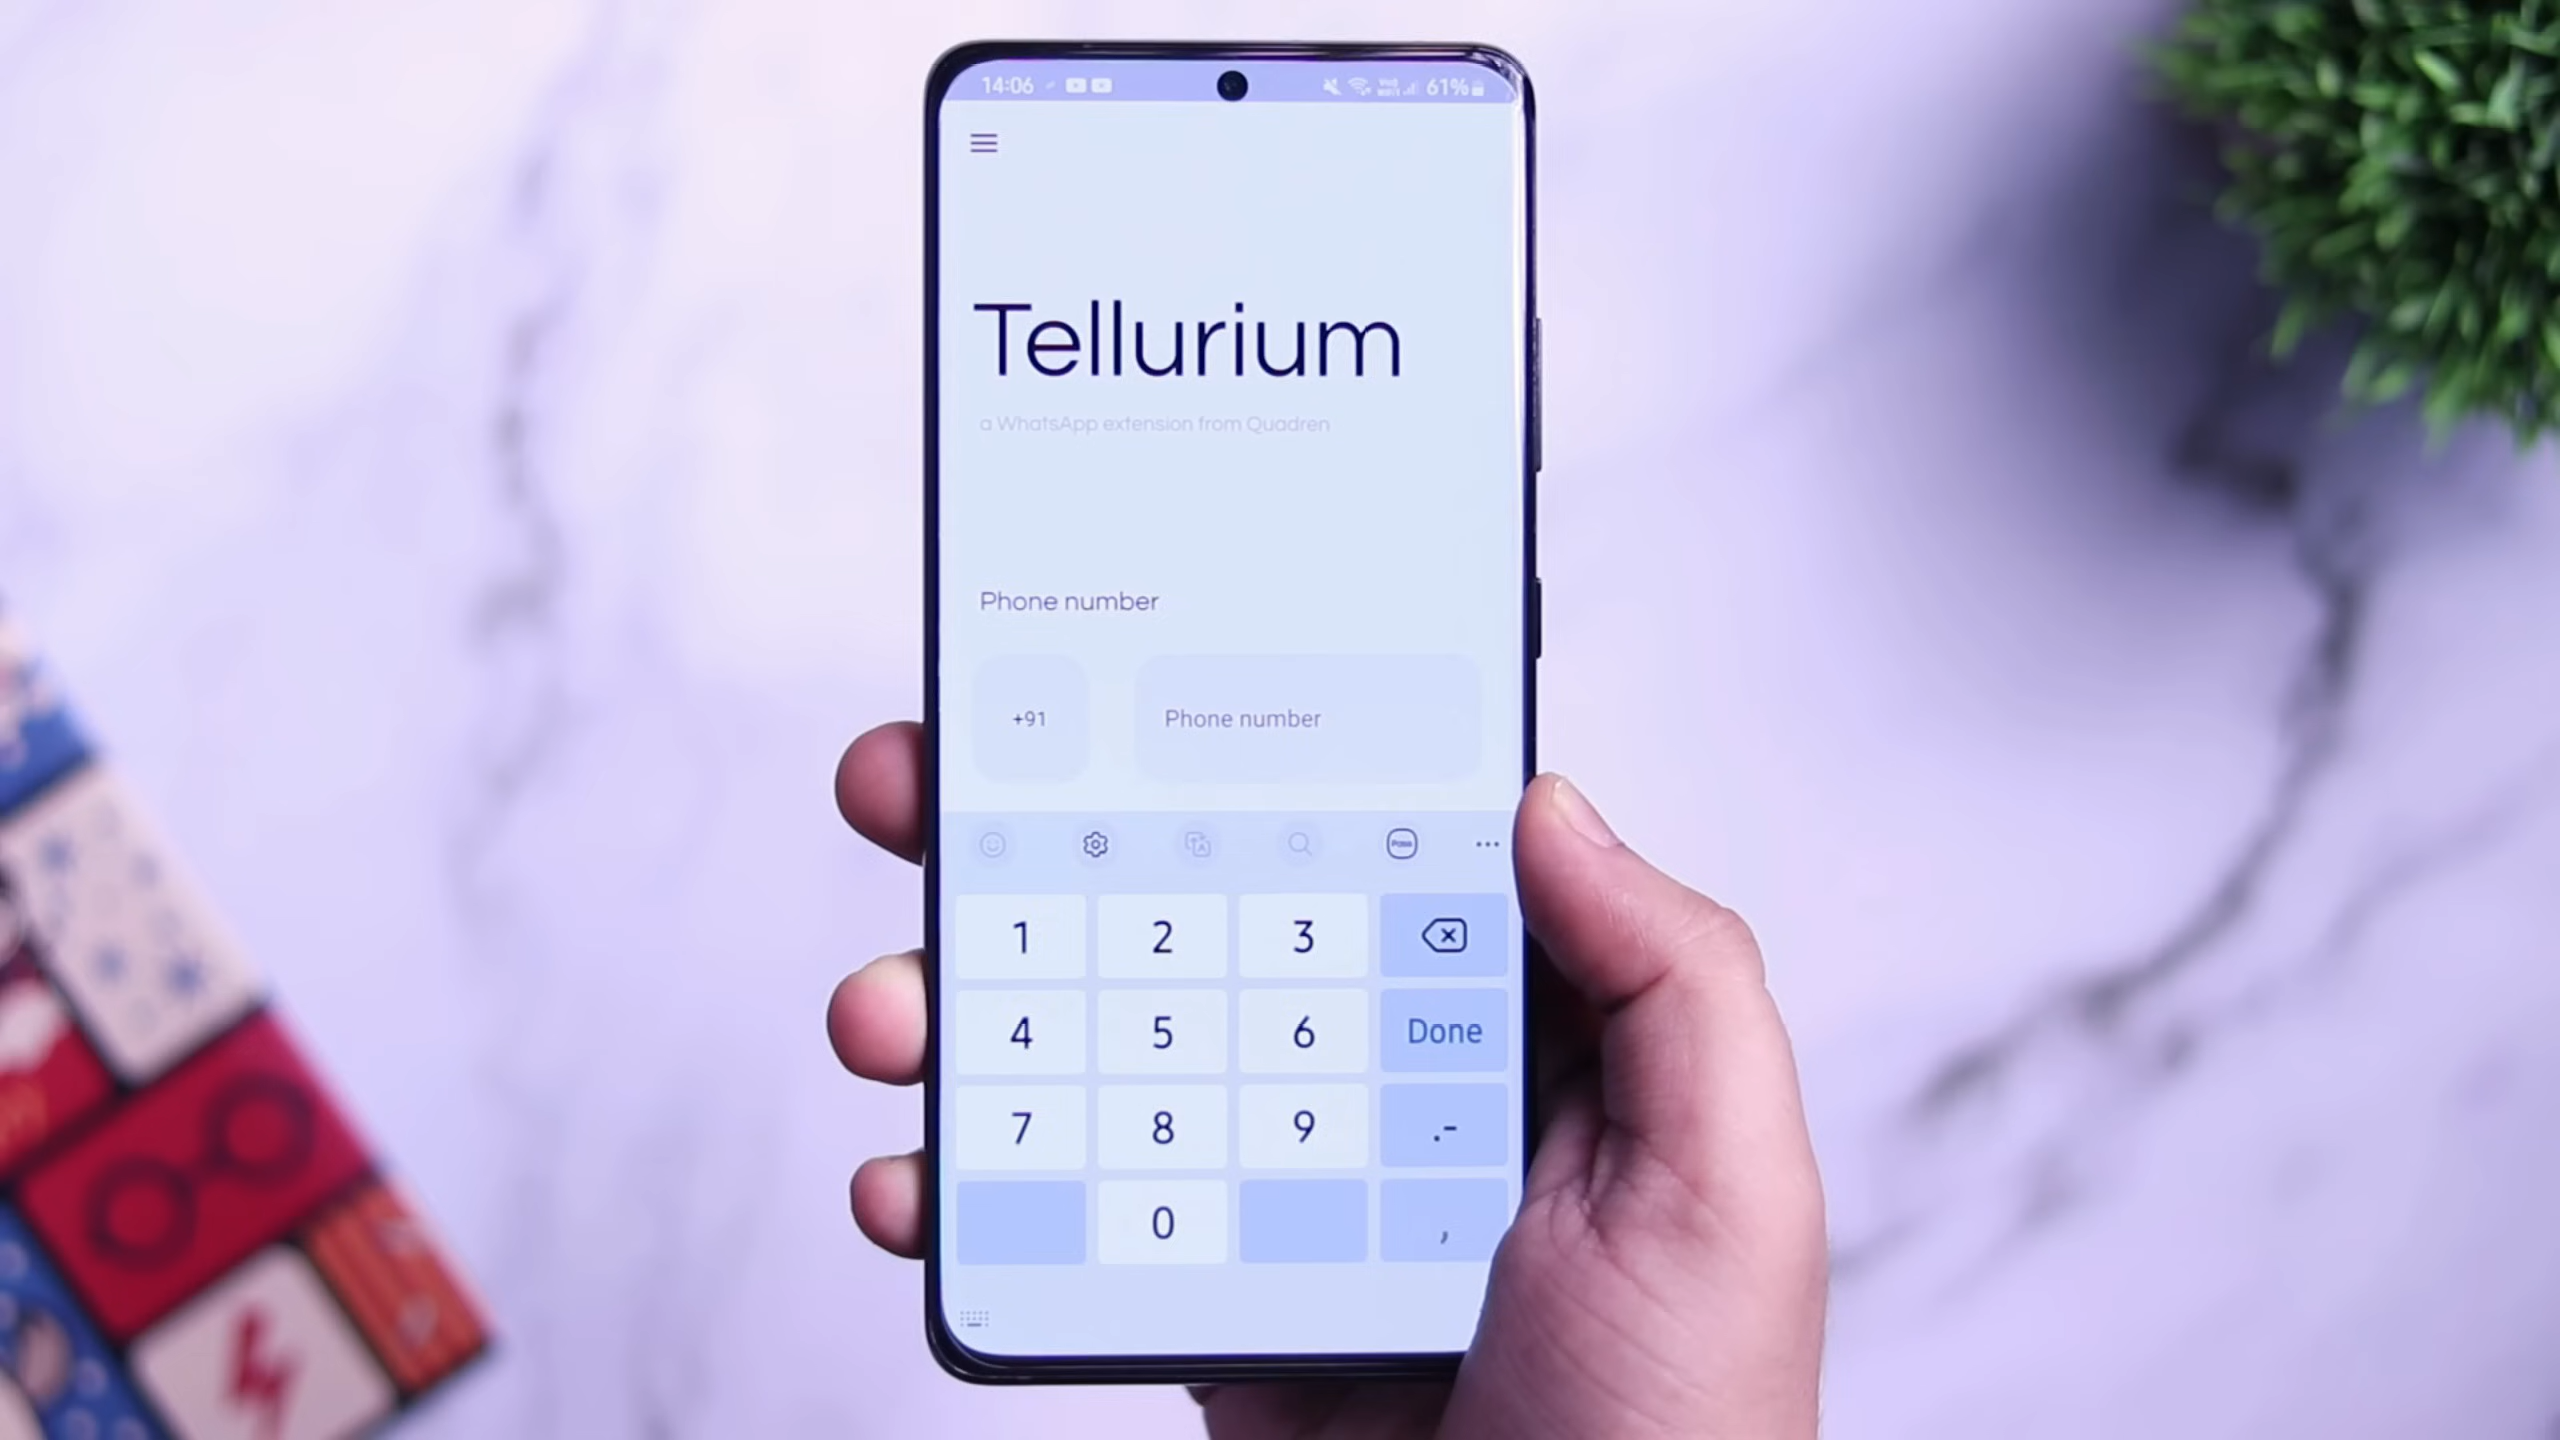 14:06 61%
Tellurium
a WhatsApp extension from Quadren
Phone number
+91 Phone number
Pass
1 2 3
4 5 6 Done
7 8 9 .-
0 ,